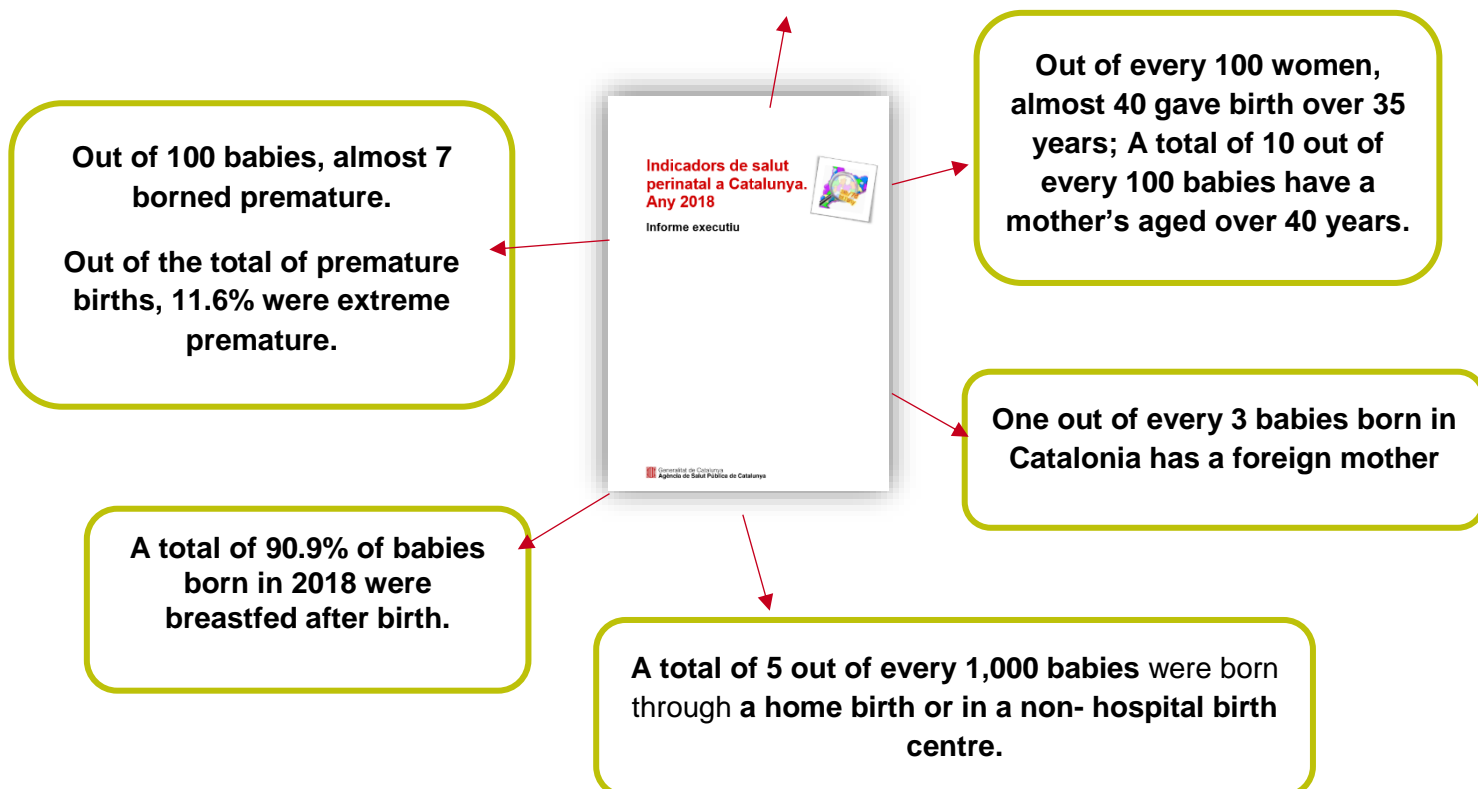 Out of 100 babies, almost 7
borned premature.
Out of the total of premature
births, 11.6% were extreme
premature.
Indicadors de salut
perinatal a Catalunya.
Any 2018
Informe executiu
Generalitat de Catalunya
Agència de Salut Pública de Catalunya
Out of every 100 women,
almost 40 gave birth over 35
years; A total of 10 out of
every 100 babies have a
mother’s aged over 40 years.
One out of every 3 babies born in
Catalonia has a foreign mother
A total of 90.9% of babies
born in 2018 were
breastfed after birth.
A total of 5 out of every 1,000 babies were born
through a home birth or in a non- hospital birth
centre.